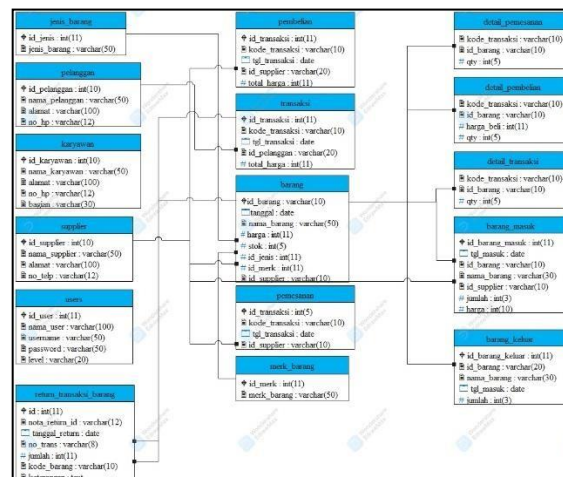 jenis_barang
id_jenis : int(11)
jenis_barang : varchar(50)
pelanggan
id_pelanggan : int(10)
nama_pelanggan : varchar(50)
alamat : varchar(100)
no_hp : varchar(12)
karyawan
id_karyawan : int(10)
nama_karyawan : varchar(50)
alamat : varchar(100)
no_hp : varchar(12)
bagian : varchar(30)
supplier
id_supplier : int(10)
nama_supplier : varchar(50)
alamat : varchar(100)
no_telp : varchar(12)
users
id_user : int(11)
nama_user : varchar(100)
username : varchar(50)
password : varchar(50)
level : varchar(20)
return_transaksi_barang
id : int(11)
nota_return_id : varchar(12)
tanggal_return : date
no_trans : varchar(8)
# jumlah : int(11)
kode_barang : varchar(10)
pembelian
id_transaksi : int(11)
kode_transaksi : varchar(10)
tgl_transaksi : date
id_supplier : varchar(20)
# total_harga : int(11)
transaksi
id_transaksi : int(11)
kode_transaksi : varchar(10)
tgl_transaksi : date
id_pelanggan : varchar(20)
# total_harga : int(11)
barang
id_barang : varchar(10)
tanggal : date
nama_barang : varchar(50)
# harga : int(11)
# stok : int(5)
# id_jenis : int(11)
# id_merk : int(11)
id_supplier : varchar(10)
pemesanan
id_transaksi : int(5)
kode_transaksi : varchar(10)
tgl_transaksi : date
id_supplier : varchar(10)
merk_barang
id_merk : int(11)
merk_barang : varchar(50)
detail_pemesanan
kode_transaksi : varchar(10)
id_barang : varchar(10)
# qty : int(5)
detail_pembelian
kode_transaksi : varchar(10)
id_barang : varchar(10)
# harga_beli : int(11)
# qty : int(5)
detail_transaksi
kode_transaksi : varchar(10)
id_barang : varchar(10)
# qty : int(5)
barang_masuk
id_barang_masuk : int(11)
tgl_masuk : date
id_barang : varchar(10)
nama_barang : varchar(30)
id_supplier : varchar(10)
# jumlah : int(3)
# harga : int(10)
barang_keluar
id_barang_keluar : int(11)
id_barang : varchar(20)
nama_barang : varchar(30)
tgl_masuk : date
# jumlah : int(3)